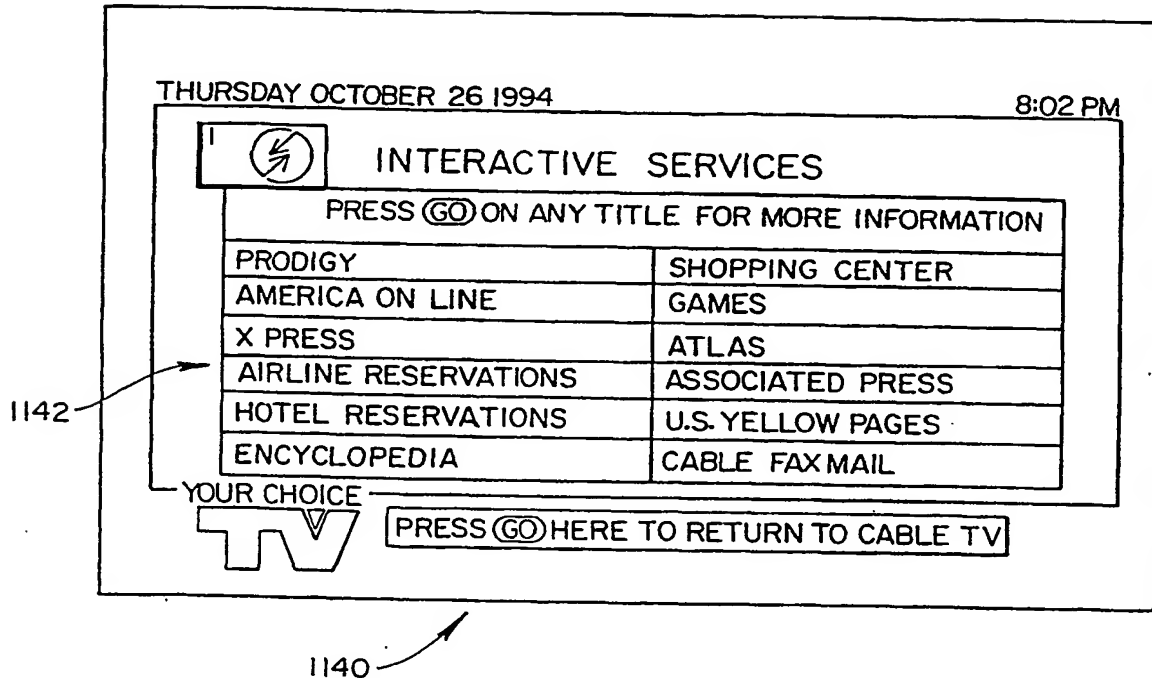 THURSDAY OCTOBER 26 1994 8:02 PM
INTERACTIVE SERVICES
PRESS GO ON ANY TITLE FOR MORE INFORMATION
PRODIGY SHOPPING CENTER
AMERICA ON LINE GAMES
X PRESS ATLAS
AIRLINE RESERVATIONS ASSOCIATED PRESS
HOTEL RESERVATIONS U.S. YELLOW PAGES
ENCYCLOPEDIA CABLE FAX MAIL
YOUR CHOICE
TV
PRESS GO HERE TO RETURN TO CABLE TV
1142
1140